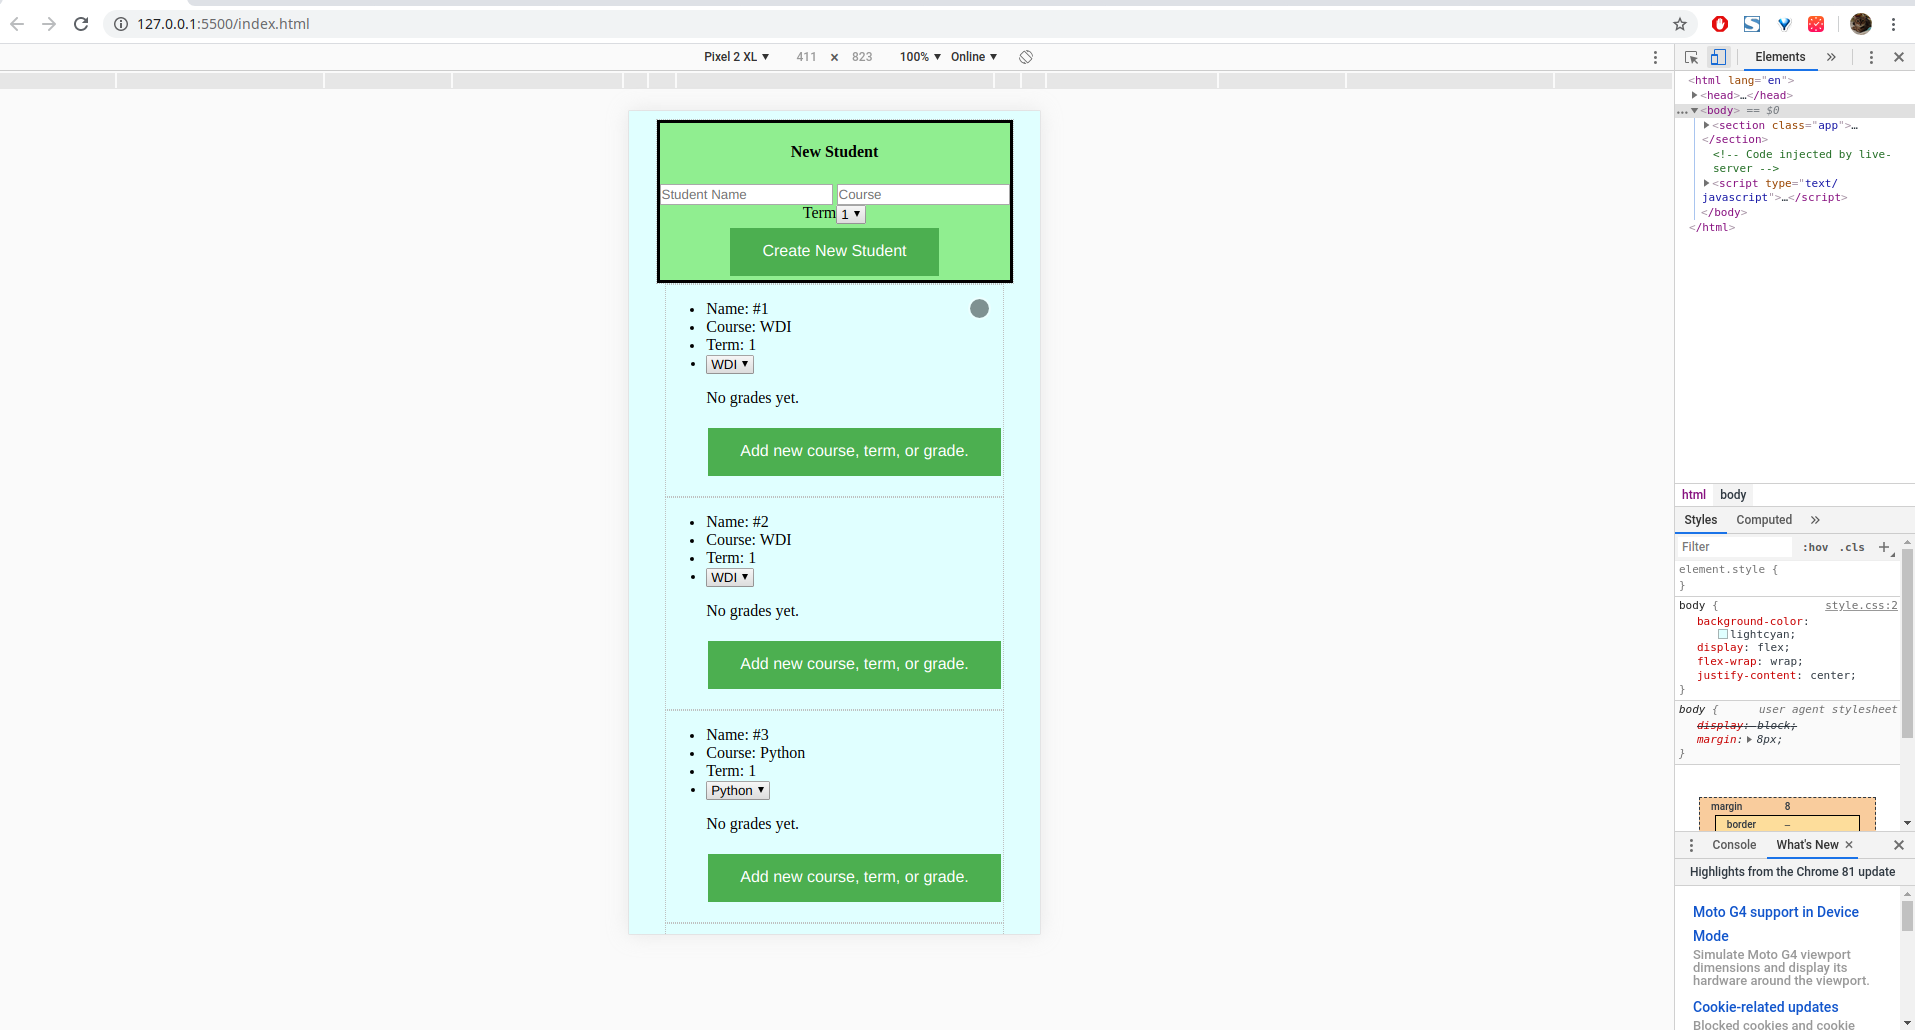 127.0.0.1:5500/index.html
Pixel 2 XL ▼ 411 × 823 100% ▼ Online ▼
New Student
Student Name Course
Term 1 ▼
Create New Student
• Name: #1
• Course: WDI
• Term: 1
• WDI ▼
No grades yet.
Add new course, term, or grade.
• Name: #2
• Course: WDI
• Term: 1
• WDI ▼
No grades yet.
Add new course, term, or grade.
• Name: #3
• Course: Python
• Term: 1
• Python ▼
No grades yet.
Add new course, term, or grade.
Elements »
<html lang="en">
▶<head>…</head>
…▼<body> == $0
▶<section class="app">…
</section>
<!-- Code injected by live-
server -->
▶<script type="text/
javascript">…</script>
</body>
</html>
html body
Styles Computed »
Filter :hov .cls +
element.style {
}
body { style.css:2
background-color:
lightcyan;
display: flex;
flex-wrap: wrap;
justify-content: center;
}
body { user agent stylesheet
display: block;
margin: ▶ 8px;
}
margin 8
border –
Console What's New ×
Highlights from the Chrome 81 update
Moto G4 support in Device
Mode
Simulate Moto G4 viewport
dimensions and display its
hardware around the viewport.
Cookie-related updates
Blocked cookies and cookie